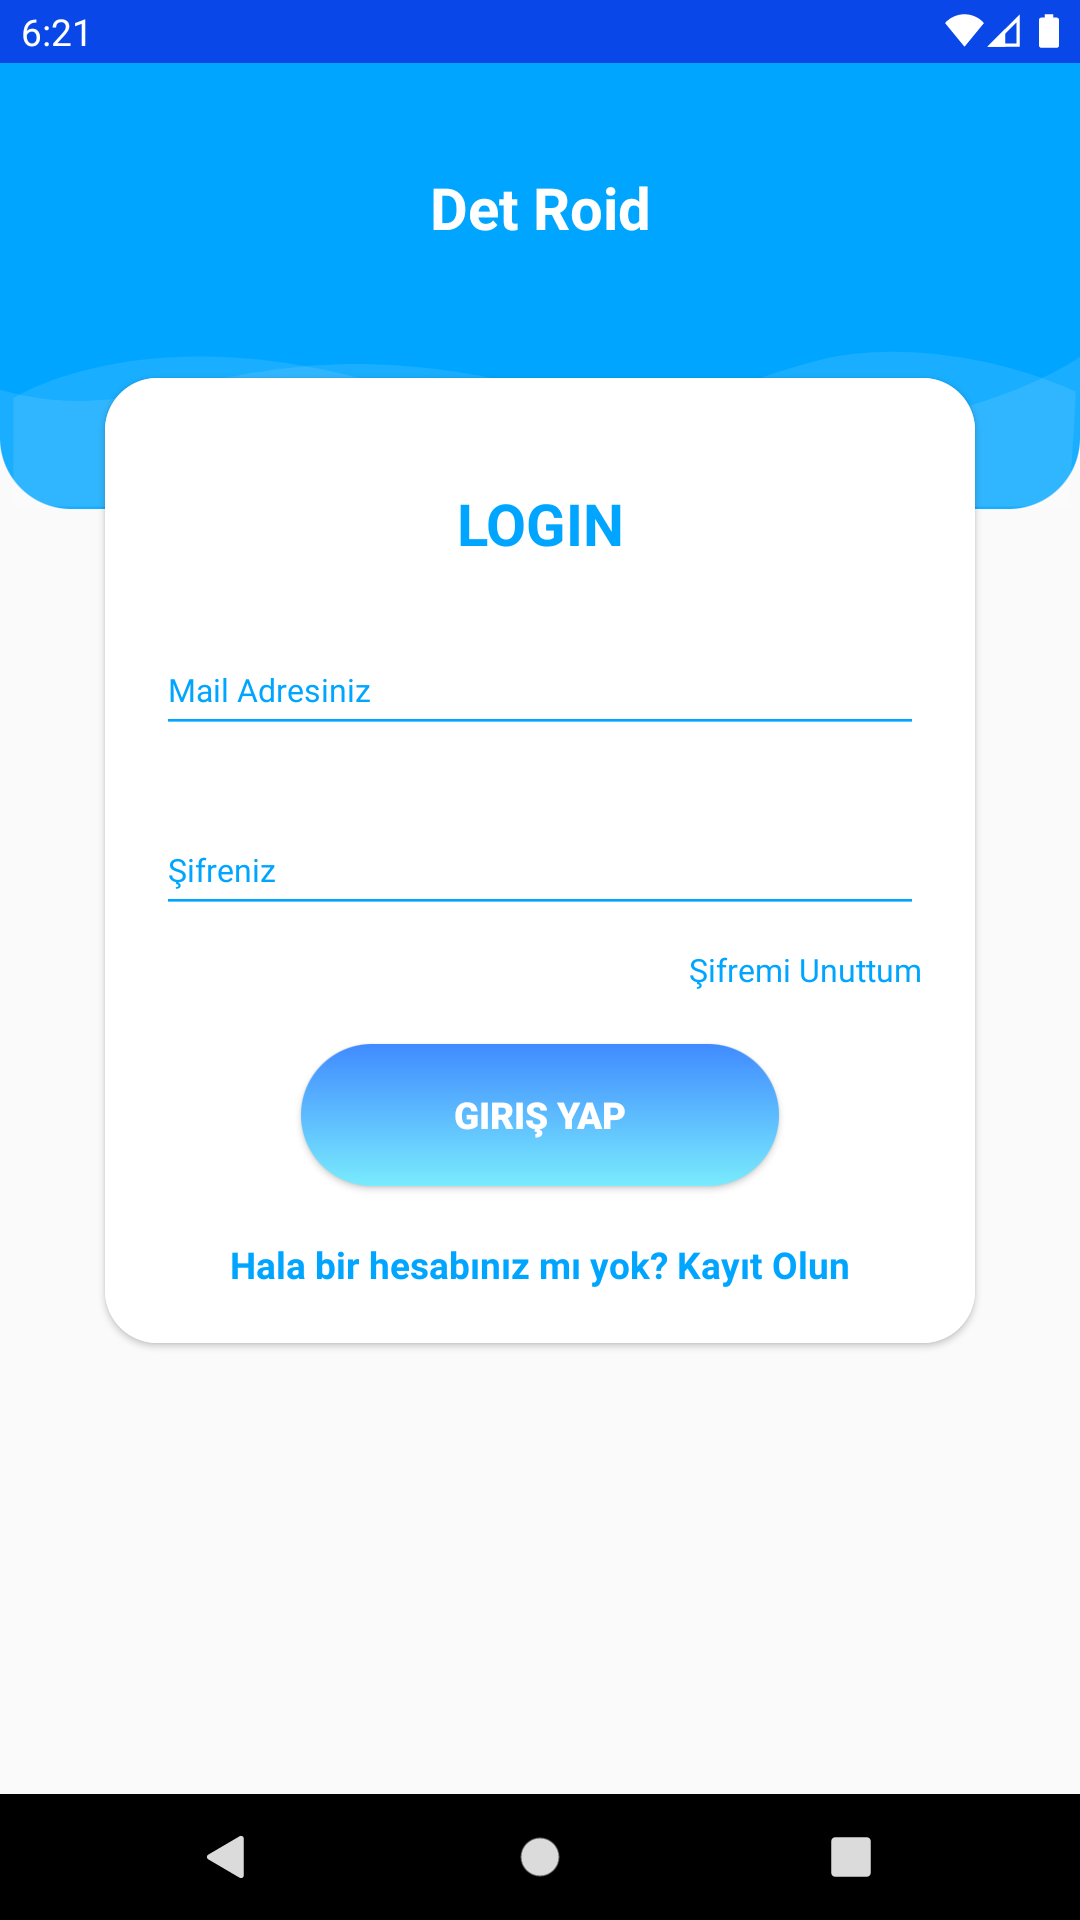 6:21
Det Roid
LOGIN
Mail Adresiniz
Şifreniz
Şifremi Unuttum
GIRIŞ YAP
Hala bir hesabınız mı yok? Kayıt Olun